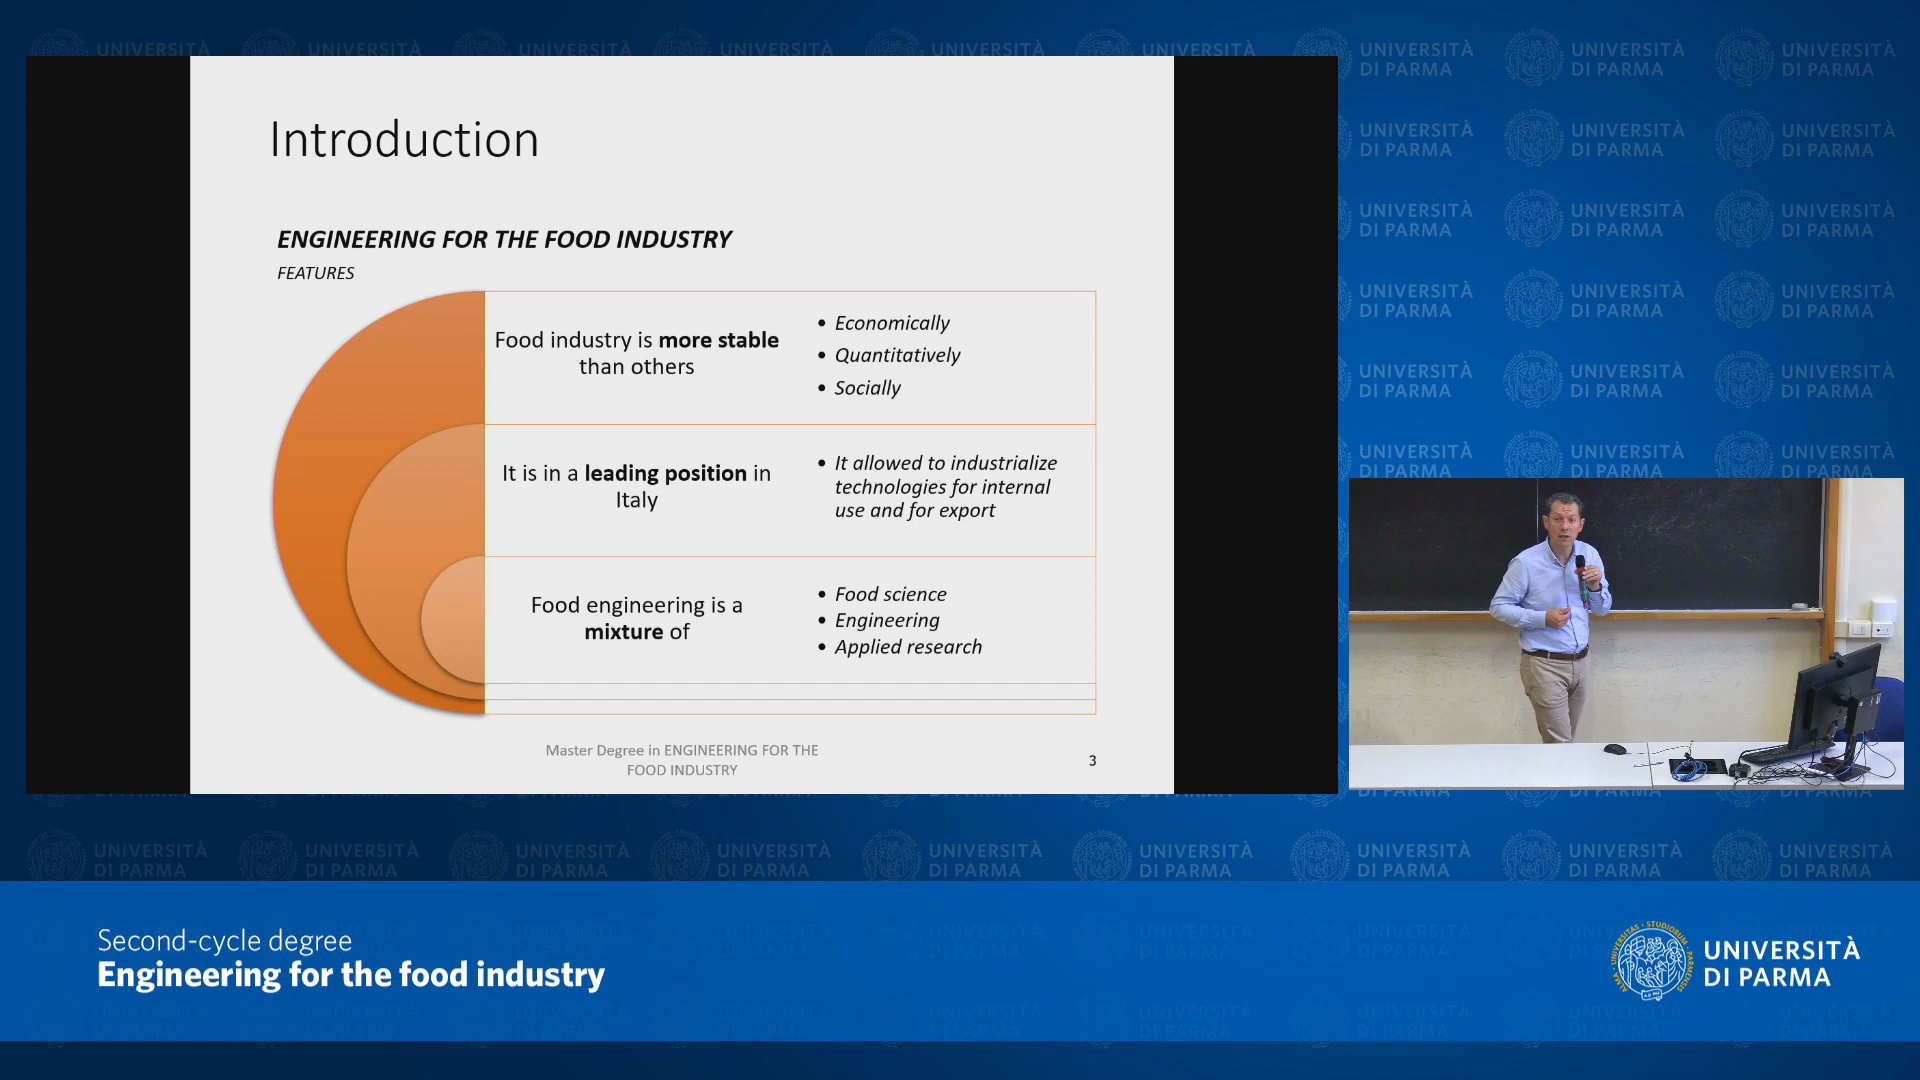 Introduction
ENGINEERING FOR THE FOOD INDUSTRY
FEATURES
Food industry is more stable
than others
• Economically
• Quantitatively
• Socially
It is in a leading position in
Italy
• It allowed to industrialize
technologies for internal
use and for export
Food engineering is a
mixture of
• Food science
• Engineering
• Applied research
Master Degree in ENGINEERING FOR THE
FOOD INDUSTRY
3
Second-cycle degree
Engineering for the food industry
UNIVERSITÀ
DI PARMA